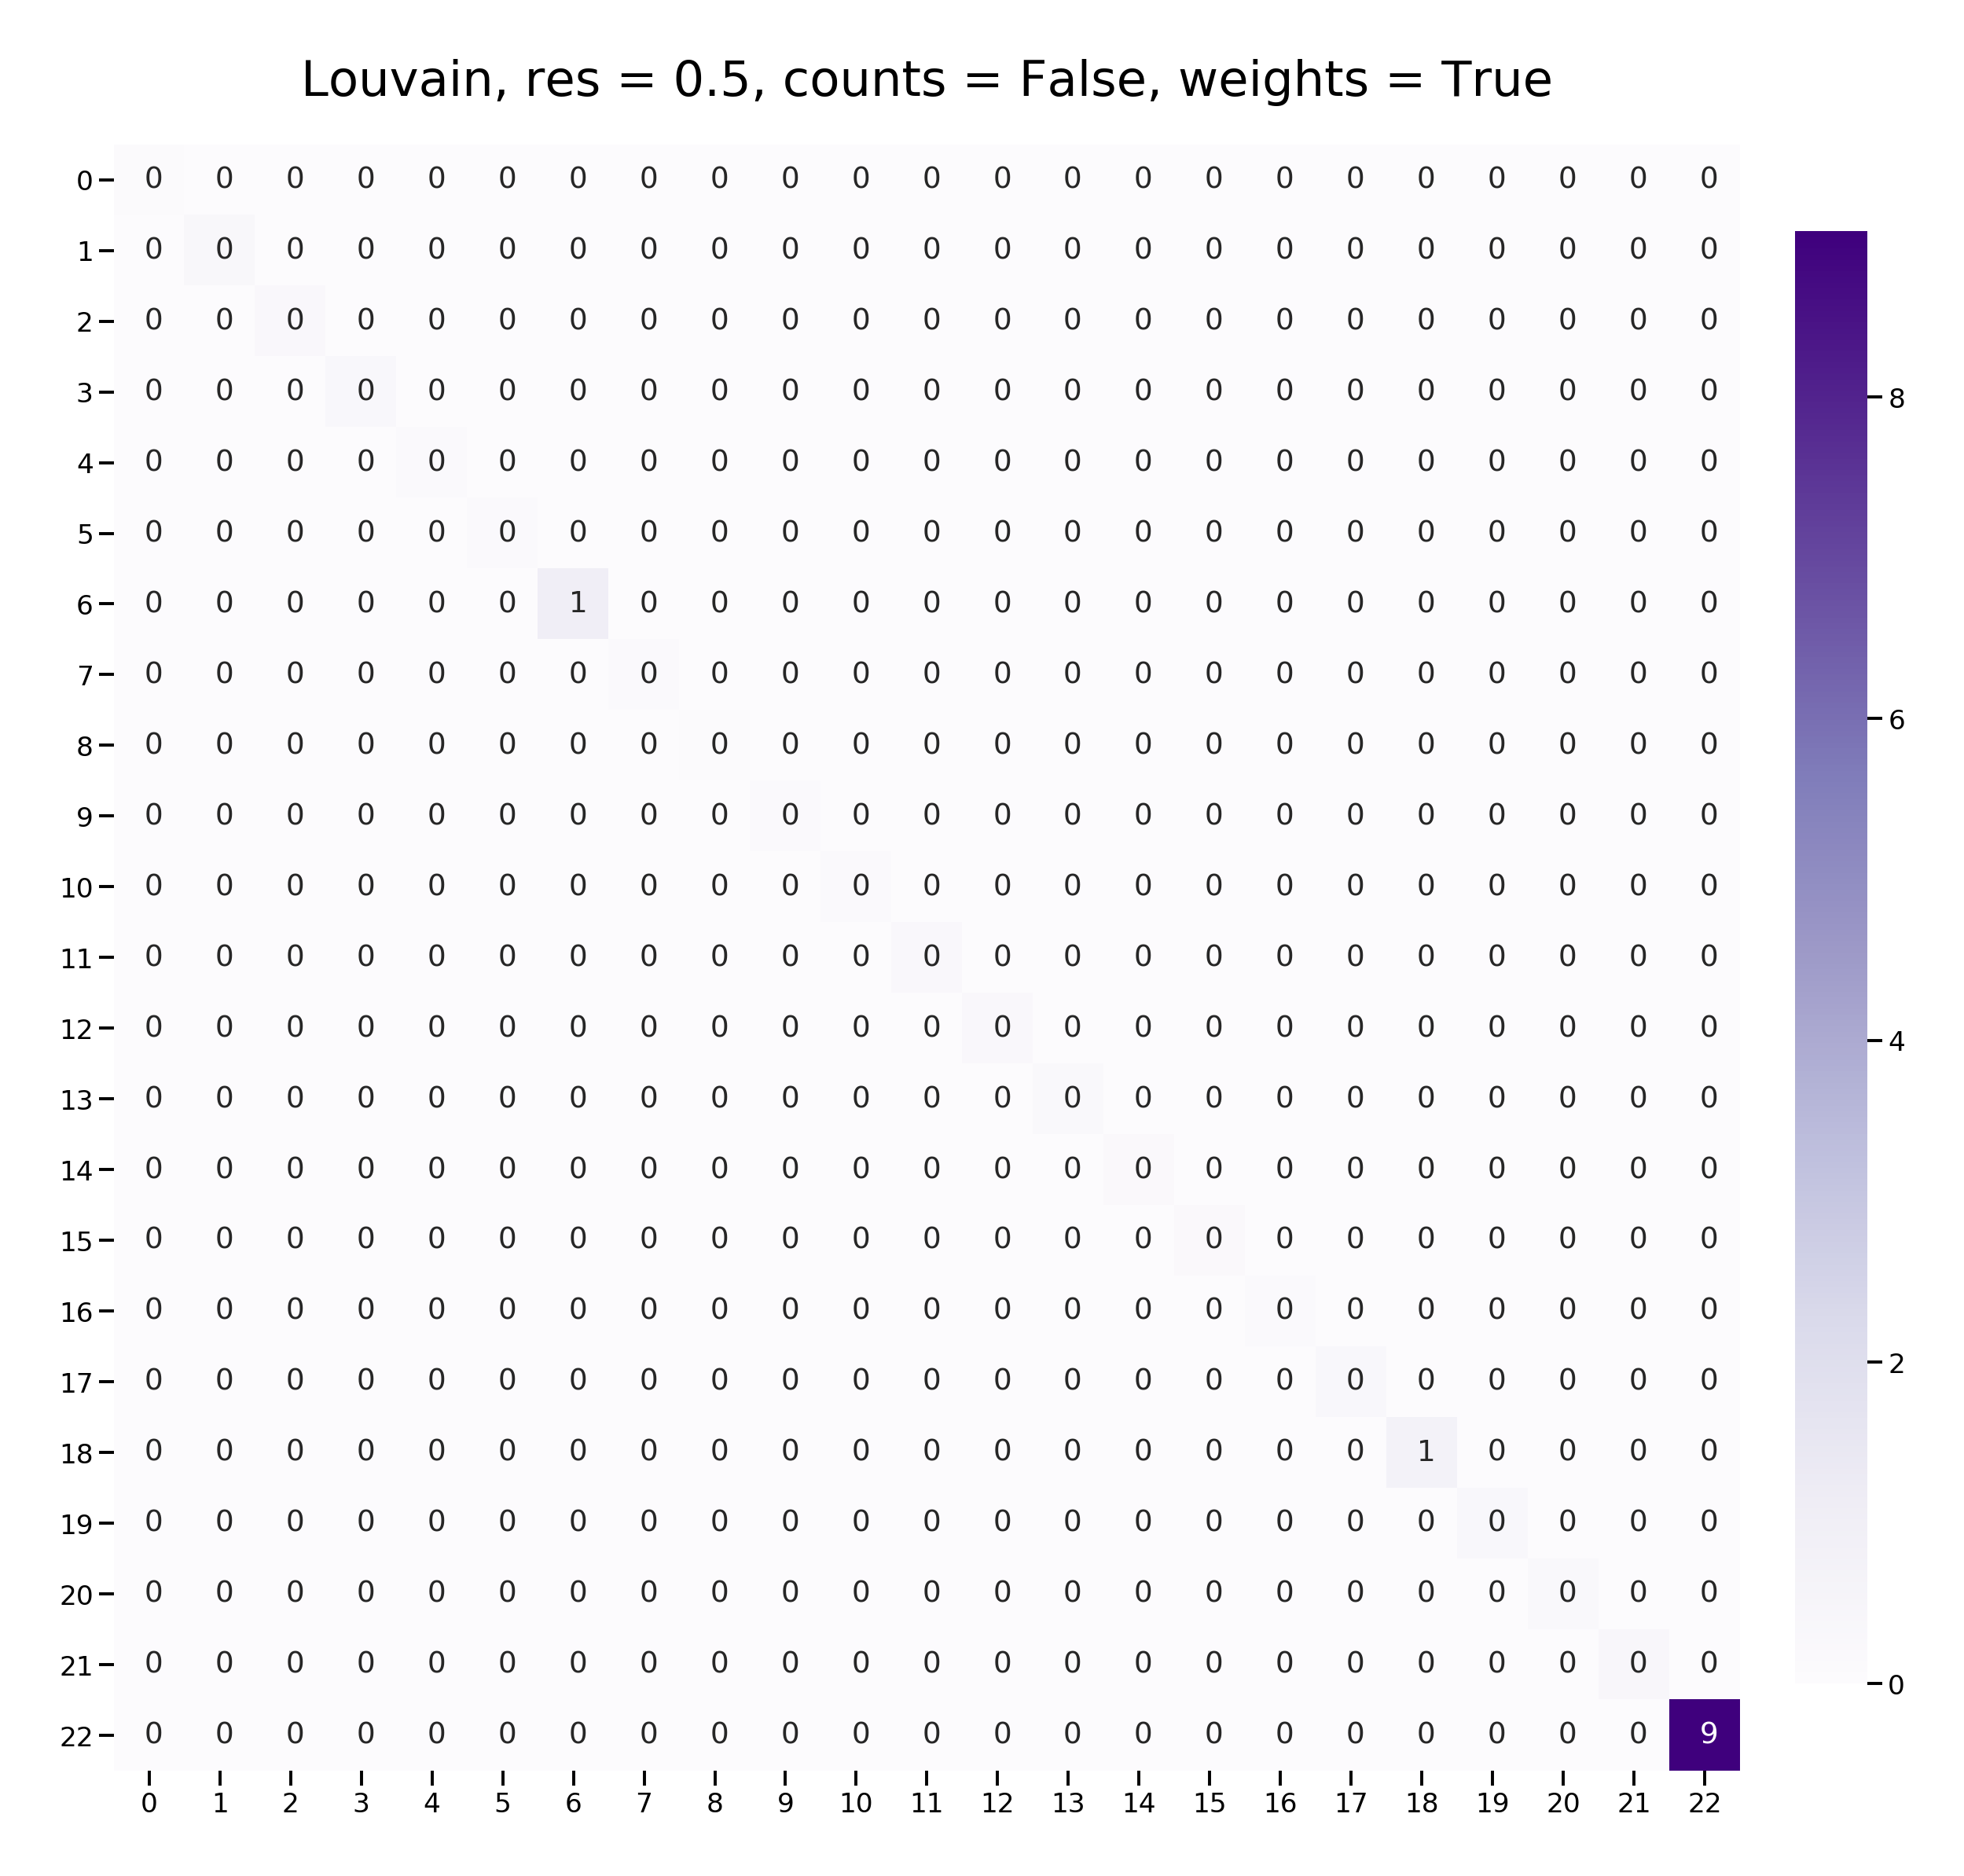 Louvain, res = 0.5, counts = False, weights = True
0 0 0 0 0 0 0 0 0 0 0 0 0 0 0 0 0 0 0 0 0 0 0 0
1 0 0 0 0 0 0 0 0 0 0 0 0 0 0 0 0 0 0 0 0 0 0 0
2 0 0 0 0 0 0 0 0 0 0 0 0 0 0 0 0 0 0 0 0 0 0 0
3 0 0 0 0 0 0 0 0 0 0 0 0 0 0 0 0 0 0 0 0 0 0 0
8
4 0 0 0 0 0 0 0 0 0 0 0 0 0 0 0 0 0 0 0 0 0 0 0
5 0 0 0 0 0 0 0 0 0 0 0 0 0 0 0 0 0 0 0 0 0 0 0
6 0 0 0 0 0 0 1 0 0 0 0 0 0 0 0 0 0 0 0 0 0 0 0
7 0 0 0 0 0 0 0 0 0 0 0 0 0 0 0 0 0 0 0 0 0 0 0
6
8 0 0 0 0 0 0 0 0 0 0 0 0 0 0 0 0 0 0 0 0 0 0 0
9 0 0 0 0 0 0 0 0 0 0 0 0 0 0 0 0 0 0 0 0 0 0 0
10 0 0 0 0 0 0 0 0 0 0 0 0 0 0 0 0 0 0 0 0 0 0 0
11 0 0 0 0 0 0 0 0 0 0 0 0 0 0 0 0 0 0 0 0 0 0 0
12 0 0 0 0 0 0 0 0 0 0 0 0 0 0 0 0 0 0 0 0 0 0 0
4
13 0 0 0 0 0 0 0 0 0 0 0 0 0 0 0 0 0 0 0 0 0 0 0
14 0 0 0 0 0 0 0 0 0 0 0 0 0 0 0 0 0 0 0 0 0 0 0
15 0 0 0 0 0 0 0 0 0 0 0 0 0 0 0 0 0 0 0 0 0 0 0
16 0 0 0 0 0 0 0 0 0 0 0 0 0 0 0 0 0 0 0 0 0 0 0
2
17 0 0 0 0 0 0 0 0 0 0 0 0 0 0 0 0 0 0 0 0 0 0 0
18 0 0 0 0 0 0 0 0 0 0 0 0 0 0 0 0 0 0 1 0 0 0 0
19 0 0 0 0 0 0 0 0 0 0 0 0 0 0 0 0 0 0 0 0 0 0 0
20 0 0 0 0 0 0 0 0 0 0 0 0 0 0 0 0 0 0 0 0 0 0 0
21 0 0 0 0 0 0 0 0 0 0 0 0 0 0 0 0 0 0 0 0 0 0 0
0
22 0 0 0 0 0 0 0 0 0 0 0 0 0 0 0 0 0 0 0 0 0 0 9
0 1 2 3 4 5 6 7 8 9 10 11 12 13 14 15 16 17 18 19 20 21 22